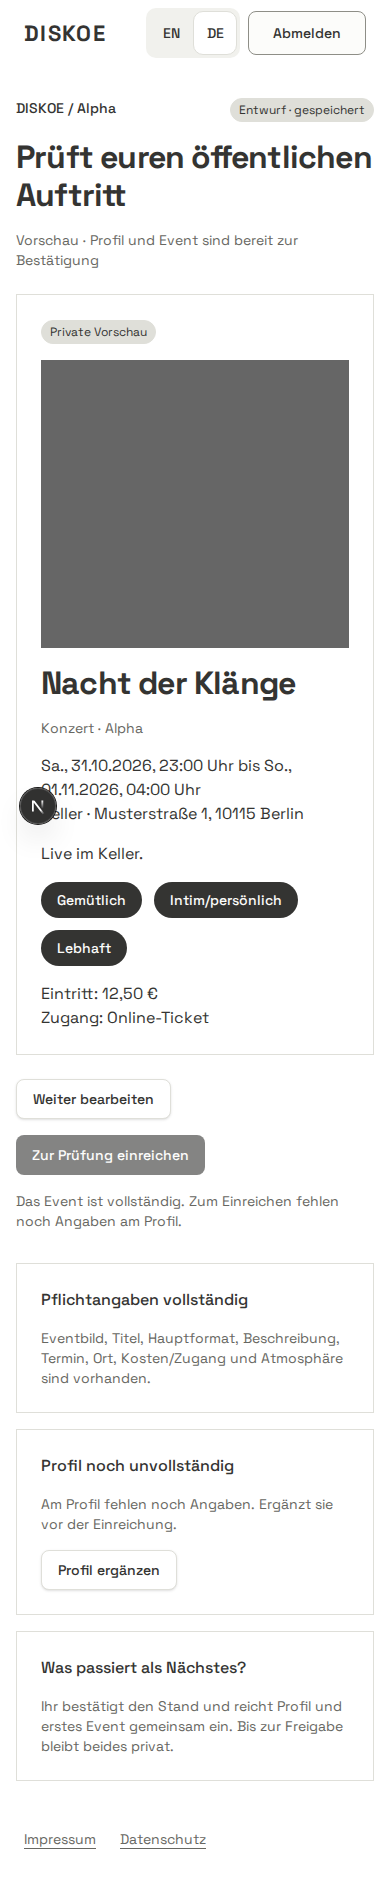 DISKOE
EN
DE
Abmelden
DISKOE / Alpha
Entwurf · gespeichert
Prüft euren öffentlichen
Auftritt
Vorschau · Profil und Event sind bereit zur
Bestätigung
Private Vorschau
Nacht der Klänge
Konzert · Alpha
Sa., 31.10.2026, 23:00 Uhr bis So.,
01.11.2026, 04:00 Uhr
eller · Musterstraße 1, 10115 Berlin
N
Live im Keller.
Gemütlich
Intim/persönlich
Lebhaft
Eintritt: 12,50 €
Zugang: Online-Ticket
Weiter bearbeiten
Zur Prüfung einreichen
Das Event ist vollständig. Zum Einreichen fehlen
noch Angaben am Profil.
Pflichtangaben vollständig
Eventbild, Titel, Hauptformat, Beschreibung,
Termin, Ort, Kosten/Zugang und Atmosphäre
sind vorhanden.
Profil noch unvollständig
Am Profil fehlen noch Angaben. Ergänzt sie
vor der Einreichung.
Profil ergänzen
Was passiert als Nächstes?
Ihr bestätigt den Stand und reicht Profil und
erstes Event gemeinsam ein. Bis zur Freigabe
bleibt beides privat.
Impressum
Datenschutz